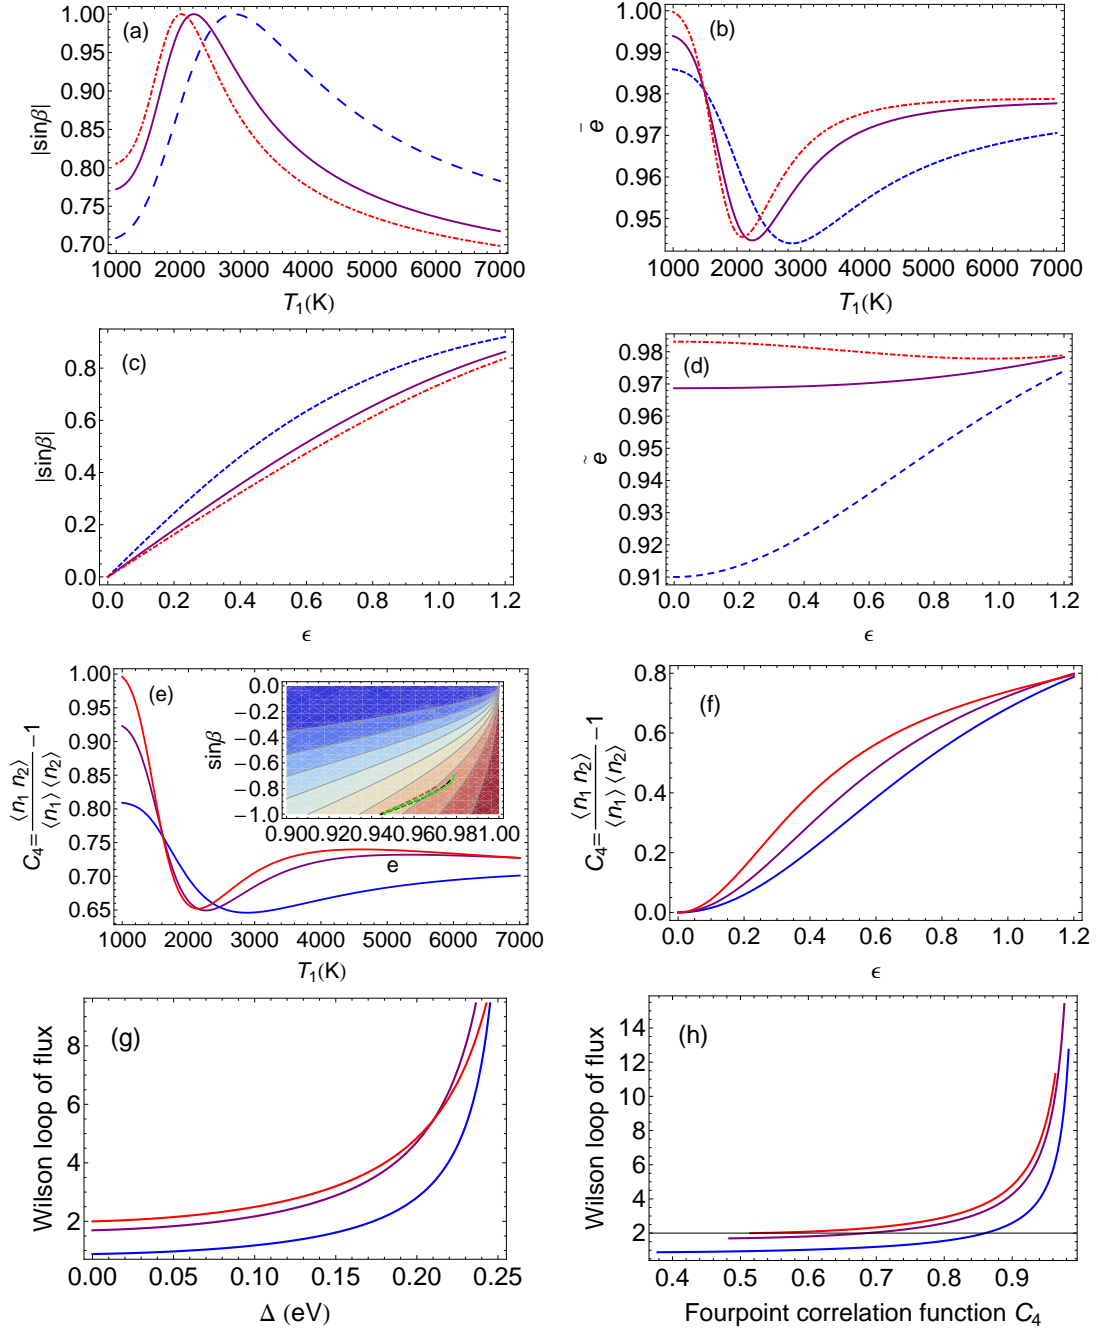 (a)
|sinβ|
1.00
0.95
0.90
0.85
0.80
0.75
0.70
1000 2000 3000 4000 5000 6000 7000
T₁(K)
(b)
e̅
0.99
0.98
0.97
0.96
0.95
1000 2000 3000 4000 5000 6000 7000
T₁(K)
(c)
|sinβ|
0.8
0.6
0.4
0.2
0.0
0.0 0.2 0.4 0.6 0.8 1.0 1.2
ϵ
(d)
ẽ
0.98
0.97
0.96
0.95
0.94
0.93
0.92
0.91
0.0 0.2 0.4 0.6 0.8 1.0 1.2
ϵ
(e)
C₄=⟨n₁ n₂⟩/⟨n₁⟩ ⟨n₂⟩ −1
1.00
0.95
0.90
0.85
0.80
0.75
0.70
0.65
1000 2000 3000 4000 5000 6000 7000
T₁(K)
sinβ
0.0
−0.2
−0.4
−0.6
−0.8
−1.0
0.900.920.940.960.981.00
e
(f)
C₄=⟨n₁ n₂⟩/⟨n₁⟩ ⟨n₂⟩ −1
0.8
0.6
0.4
0.2
0.0
0.0 0.2 0.4 0.6 0.8 1.0 1.2
ϵ
(g)
Wilson loop of flux
8
6
4
2
0.00 0.05 0.10 0.15 0.20 0.25
Δ (eV)
(h)
Wilson loop of flux
14
12
10
8
6
4
2
2
0.4 0.5 0.6 0.7 0.8 0.9
Fourpoint correlation function C₄